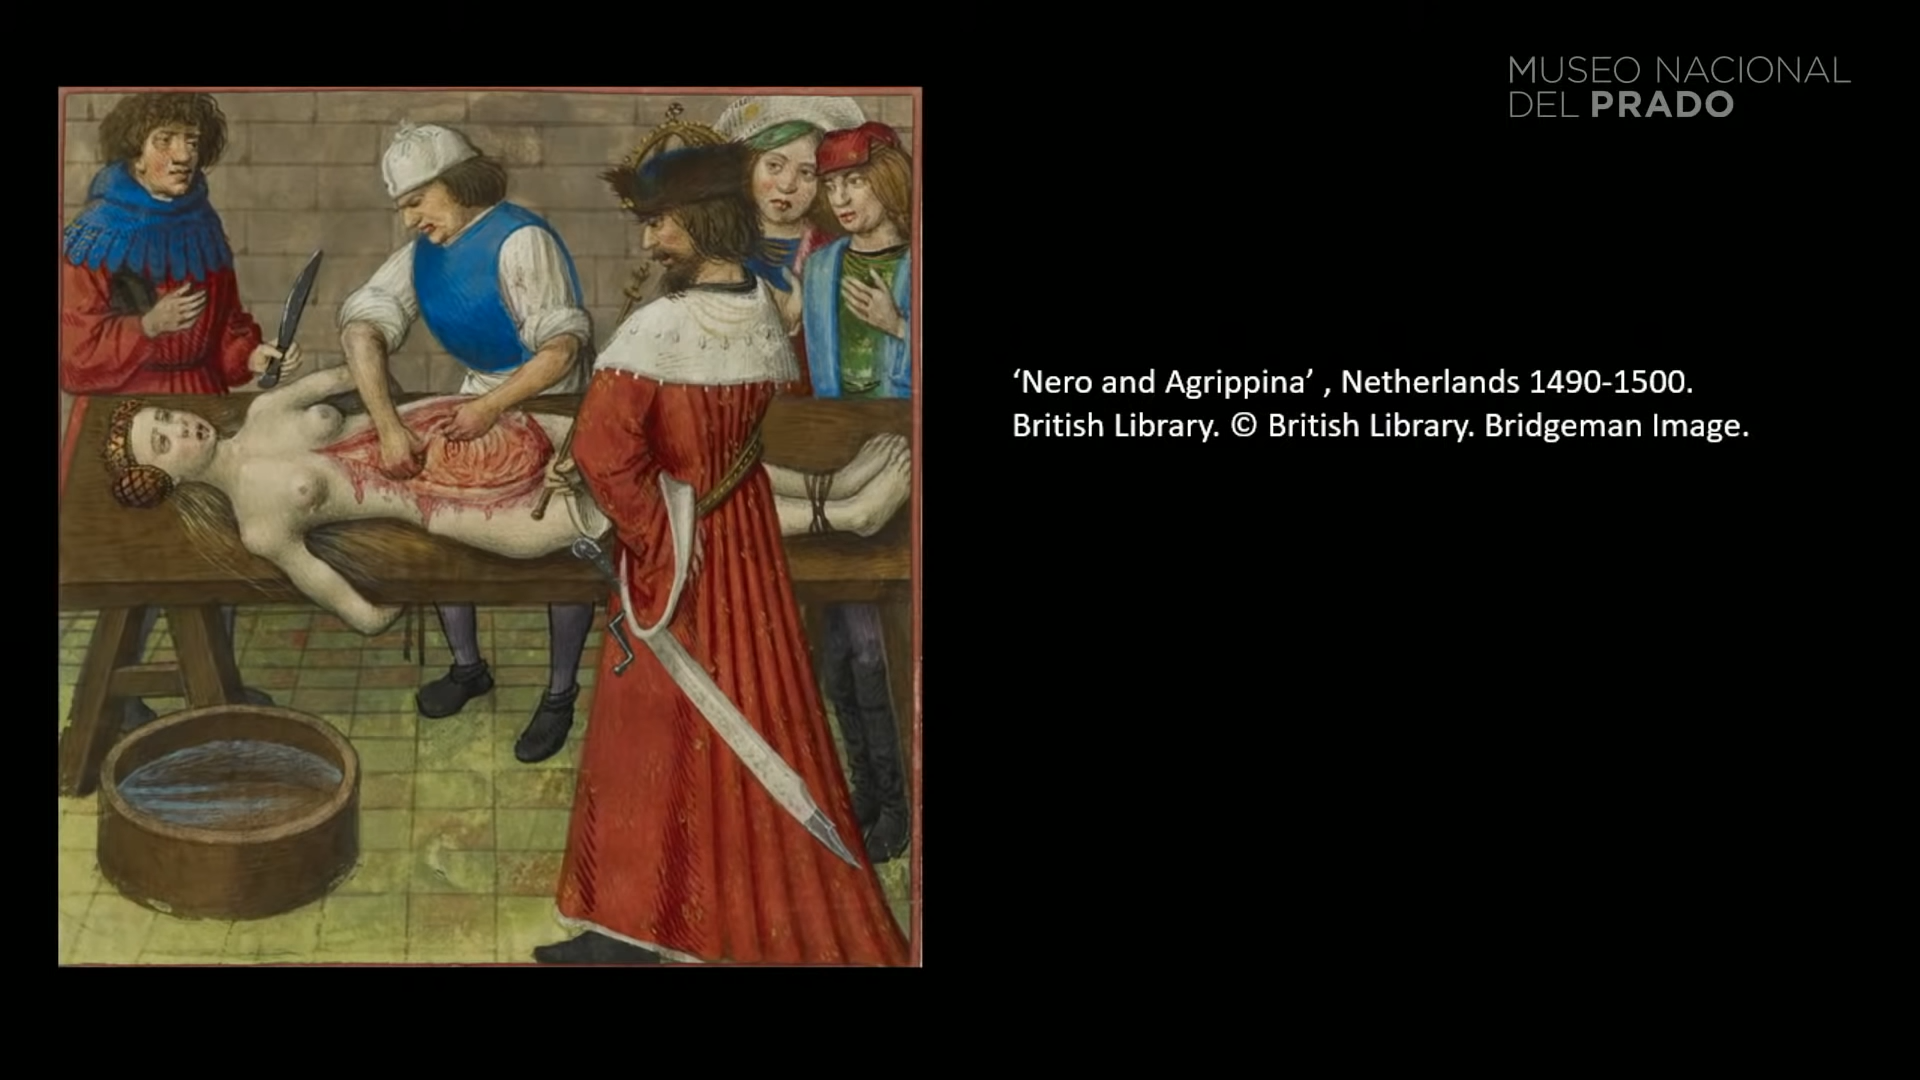 MUSEO NACIONAL
DEL PRADO
‘Nero and Agrippina’ , Netherlands 1490-1500.
British Library. © British Library. Bridgeman Image.